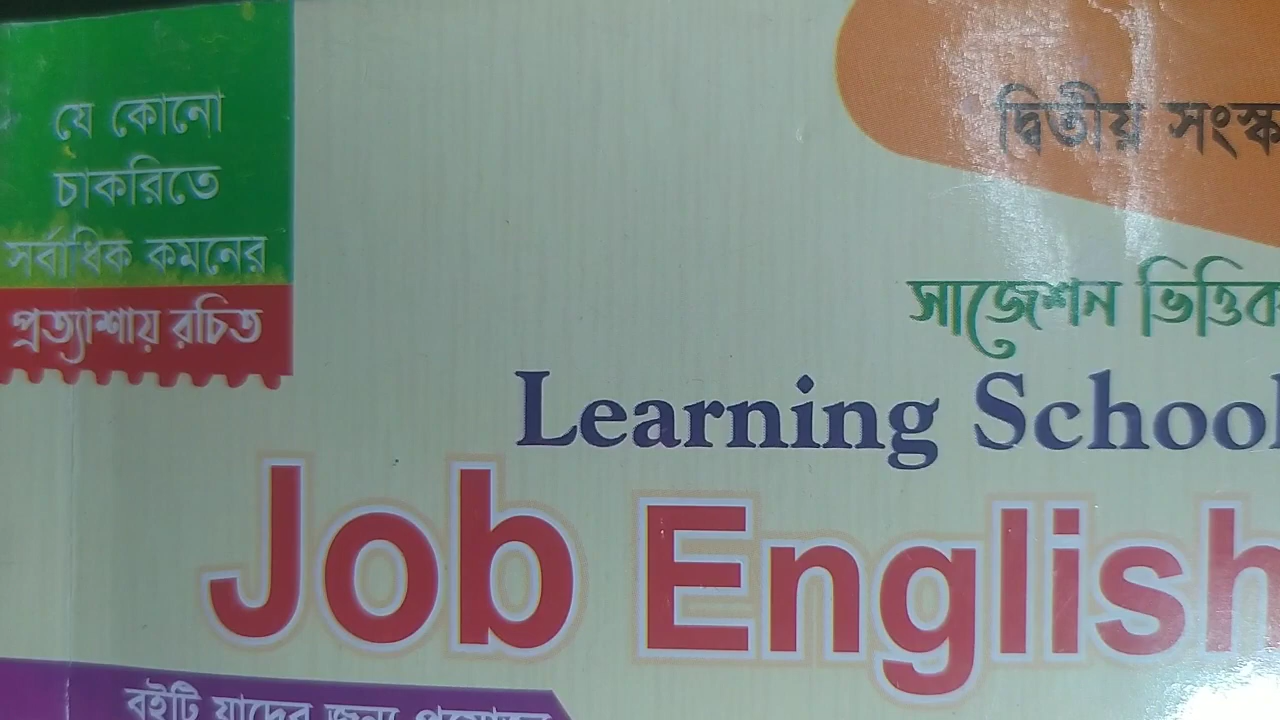 যে কোনো
চাকরিতে
সর্বাধিক কমনের
প্রত্যাশায় রচিত
দ্বিতীয় সংস্ক
সাজেশন ভিত্তিক
Learning School
Job English
বইটি যাদের জন্য